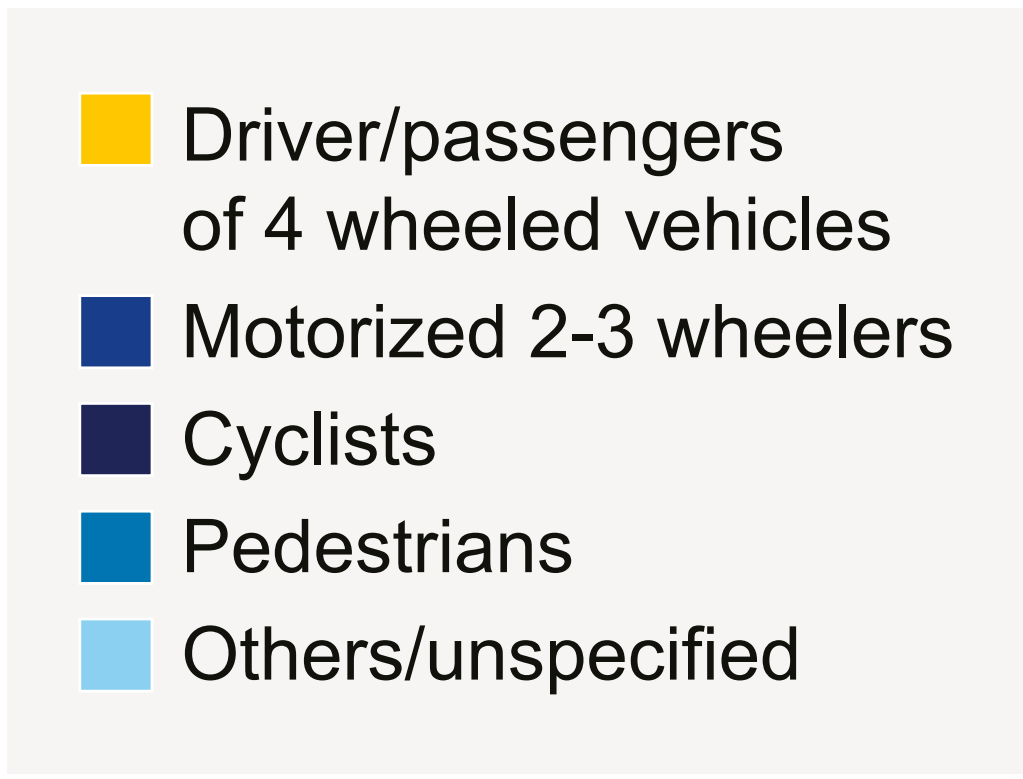 Driver/passengers
of 4 wheeled vehicles
Motorized 2-3 wheelers
Cyclists
Pedestrians
Others/unspecified